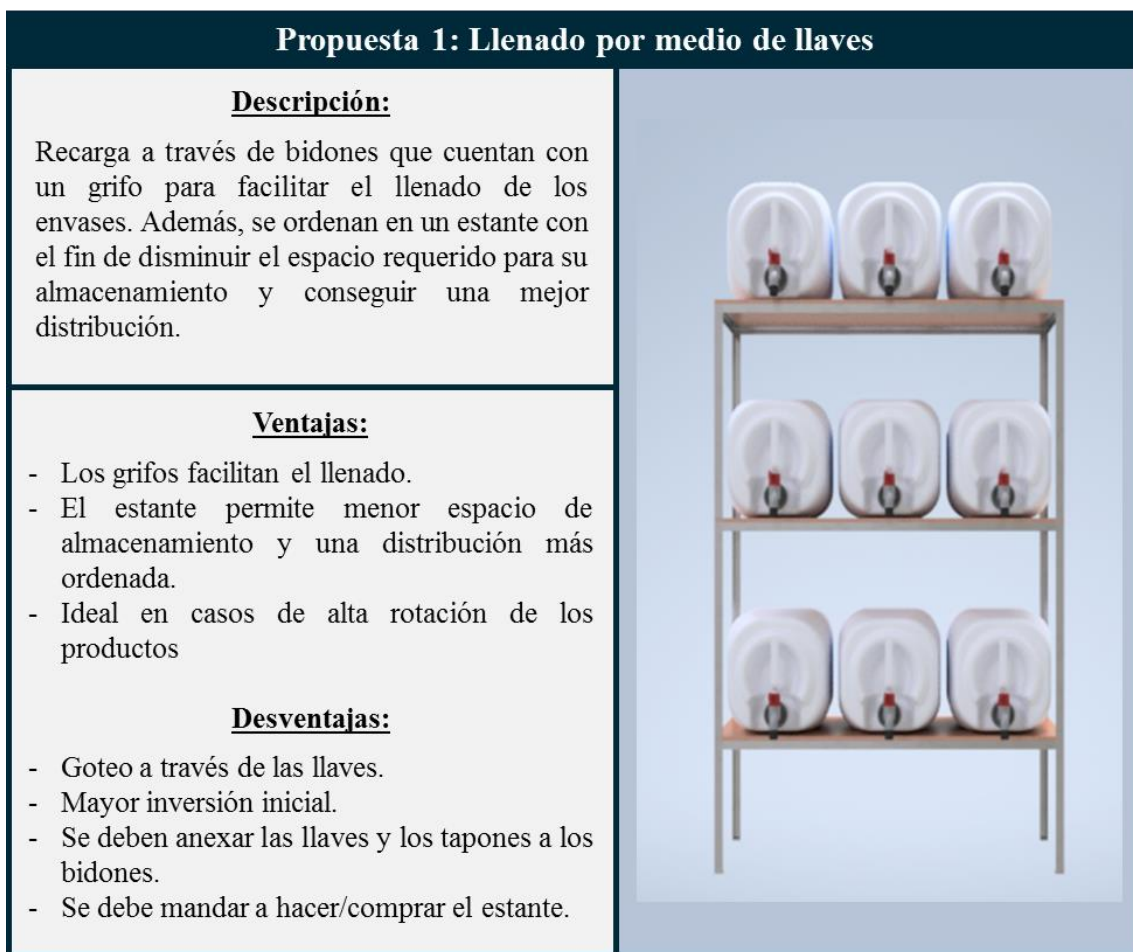 Propuesta 1: Llenado por medio de llaves
Descripción:
Recarga a través de bidones que cuentan con
un grifo para facilitar el llenado de los
envases. Además, se ordenan en un estante con
el fin de disminuir el espacio requerido para su
almacenamiento y conseguir una mejor
distribución.
Ventajas:
- Los grifos facilitan el llenado.
- El estante permite menor espacio de
almacenamiento y una distribución más
ordenada.
- Ideal en casos de alta rotación de los
productos
Desventajas:
- Goteo a través de las llaves.
- Mayor inversión inicial.
- Se deben anexar las llaves y los tapones a los
bidones.
- Se debe mandar a hacer/comprar el estante.